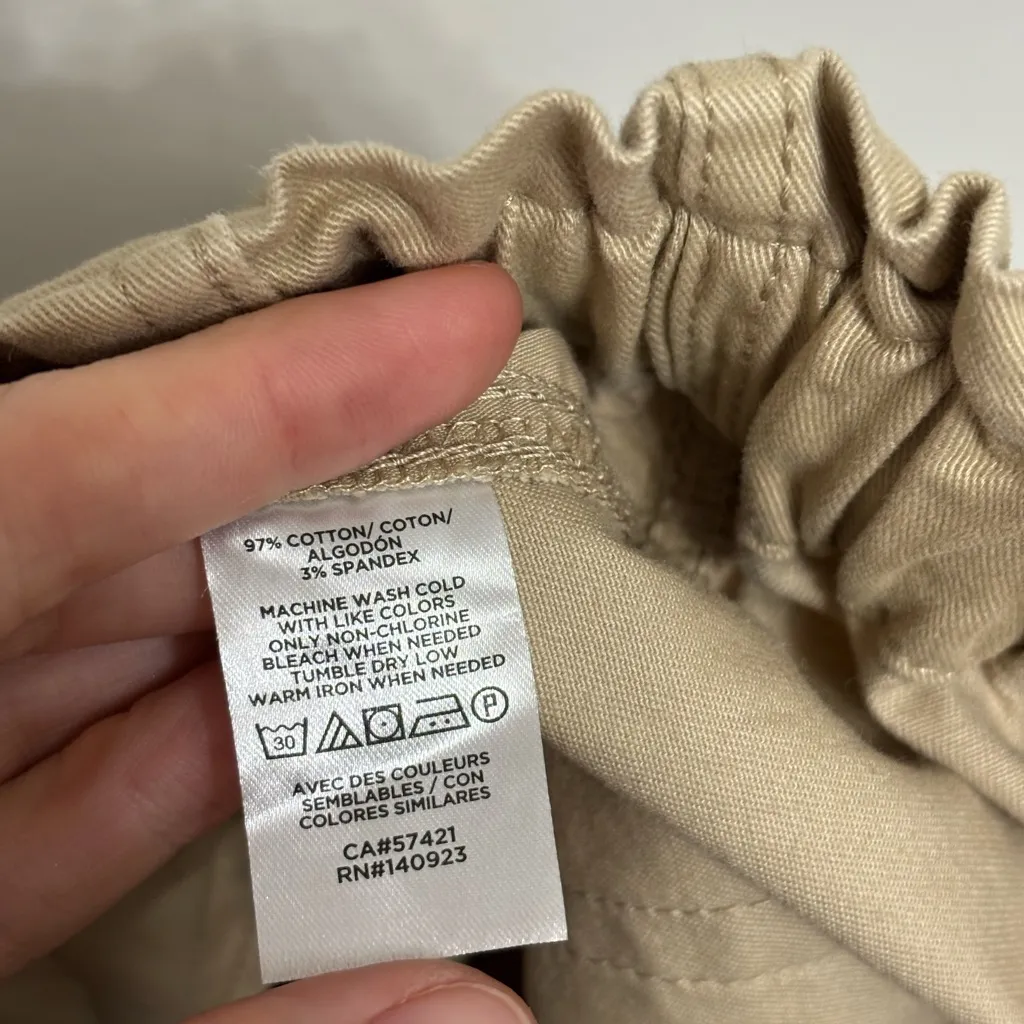 97% COTTON/ COTON/
ALGODÓN
3% SPANDEX
MACHINE WASH COLD
WITH LIKE COLORS
ONLY NON-CHLORINE
BLEACH WHEN NEEDED
TUMBLE DRY LOW
WARM IRON WHEN NEEDED
30 P
AVEC DES COULEURS
SEMBLABLES / CON
COLORES SIMILARES
CA#57421
RN#140923